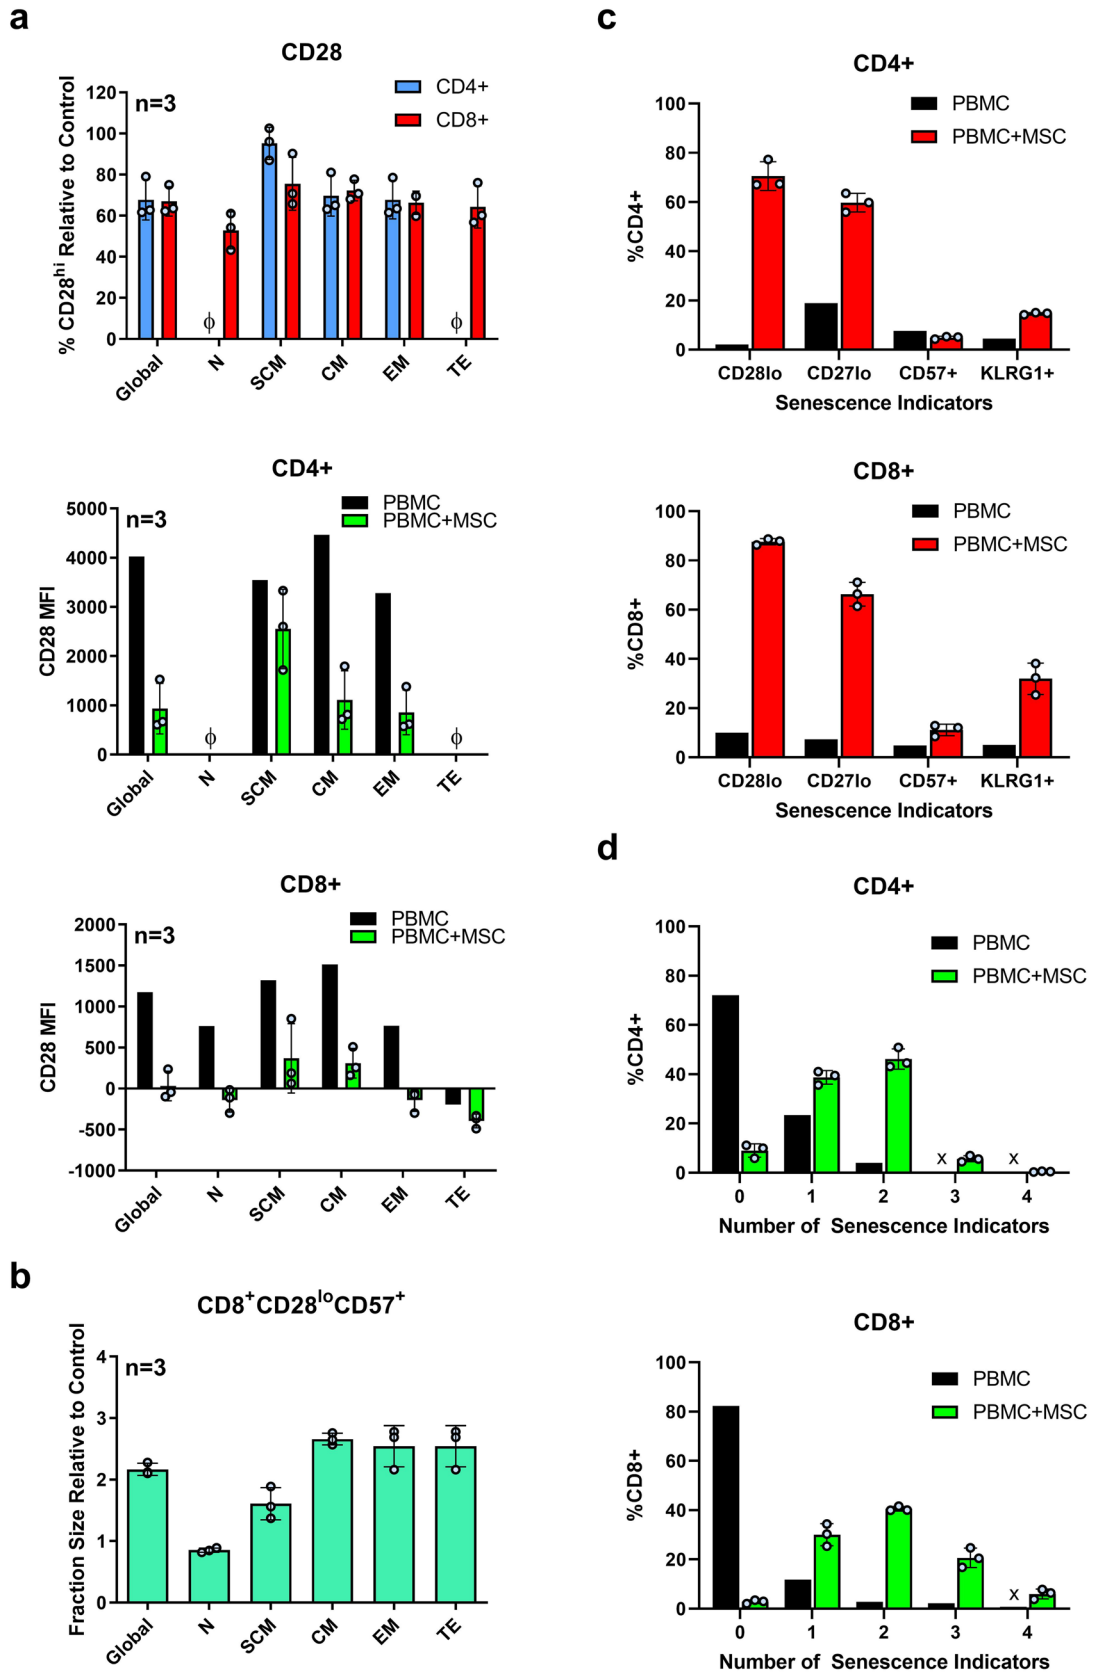 a
CD28
n=3
CD4+
CD8+
% CD28hi Relative to Control
120
100
80
60
40
20
0
ϕ
ϕ
Global
N
SCM
CM
EM
TE
CD4+
n=3
PBMC
PBMC+MSC
CD28 MFI
5000
4000
3000
2000
1000
0
ϕ
ϕ
Global
N
SCM
CM
EM
TE
CD8+
n=3
PBMC
PBMC+MSC
CD28 MFI
2000
1500
1000
500
0
-500
-1000
Global
N
SCM
CM
EM
TE
b
CD8+CD28loCD57+
n=3
Fraction Size Relative to Control
4
3
2
1
0
Global
N
SCM
CM
EM
TE
c
CD4+
PBMC
PBMC+MSC
%CD4+
100
80
60
40
20
0
CD28lo
CD27lo
CD57+
KLRG1+
Senescence Indicators
CD8+
PBMC
PBMC+MSC
%CD8+
100
80
60
40
20
0
CD28lo
CD27lo
CD57+
KLRG1+
Senescence Indicators
d
CD4+
PBMC
PBMC+MSC
%CD4+
100
80
60
40
20
0
x
x
0
1
2
3
4
Number of Senescence Indicators
CD8+
PBMC
PBMC+MSC
%CD8+
100
80
60
40
20
0
x
0
1
2
3
4
Number of Senescence Indicators